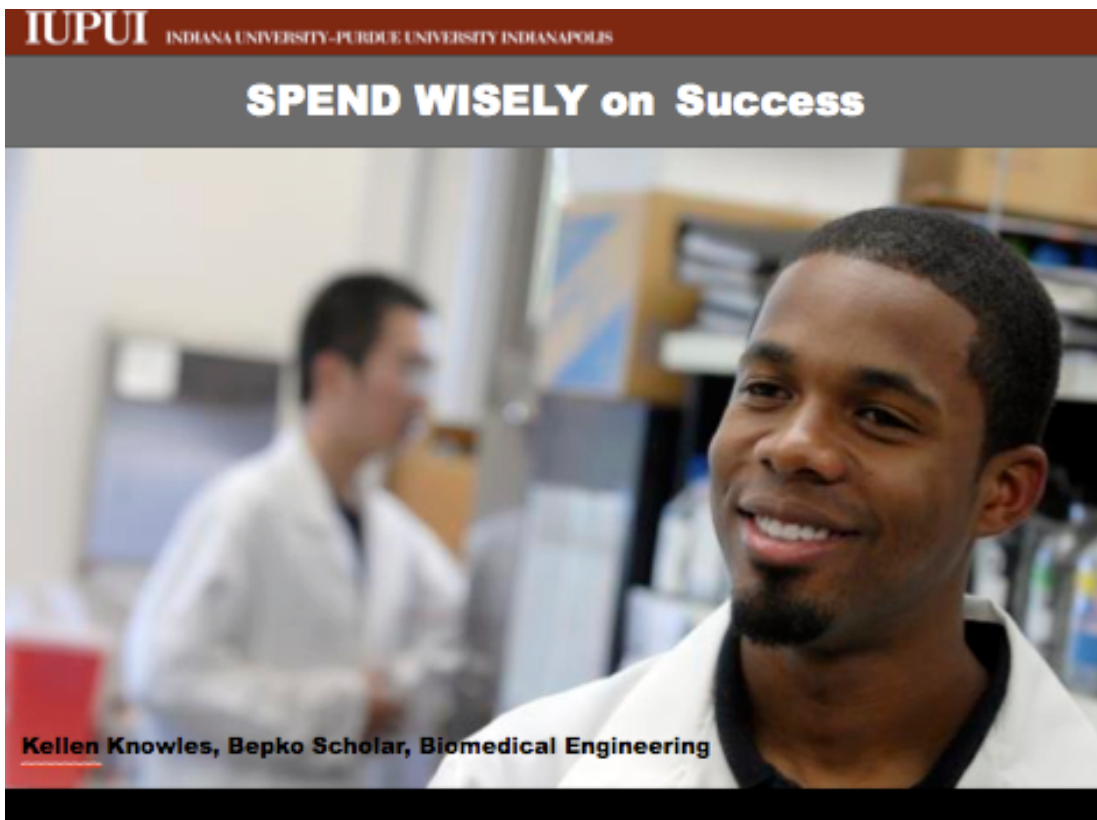 IUPUI INDIANA UNIVERSITY–PURDUE UNIVERSITY INDIANAPOLIS
SPEND WISELY on Success
Kellen Knowles, Bepko Scholar, Biomedical Engineering